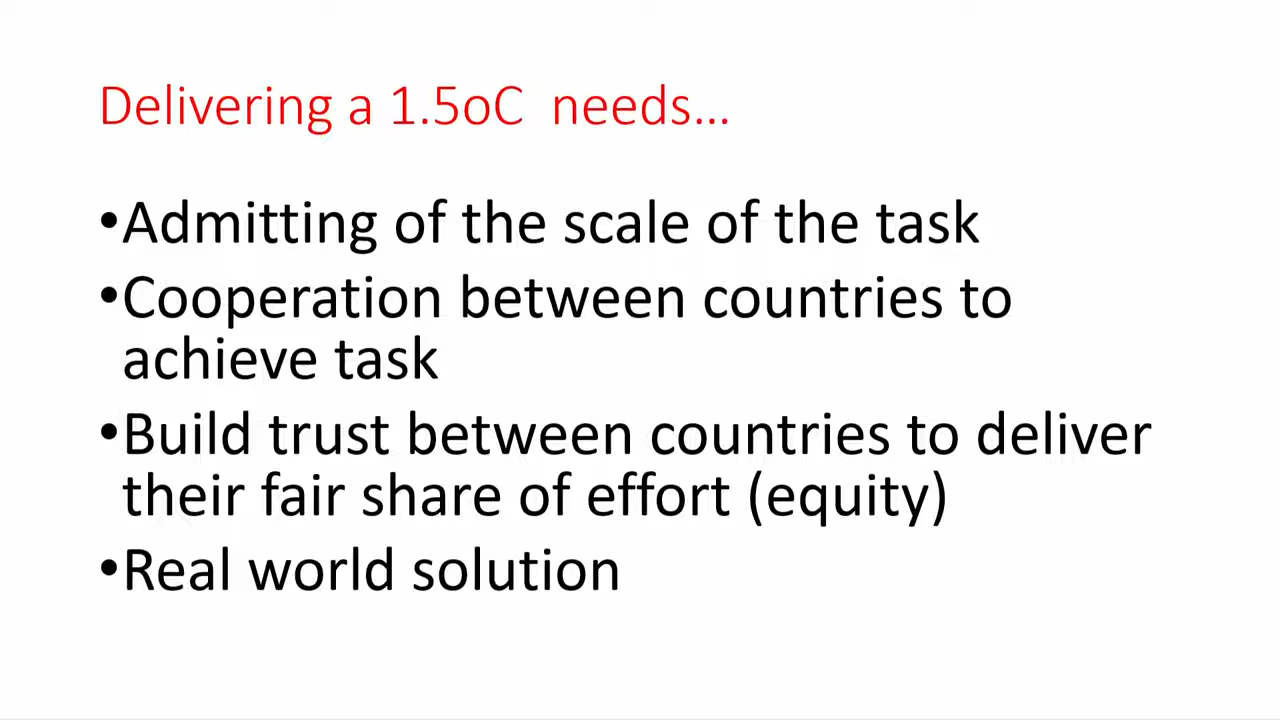 Delivering a 1.5oC  needs...
•Admitting of the scale of the task
•Cooperation between countries to
achieve task
•Build trust between countries to deliver
their fair share of effort (equity)
•Real world solution